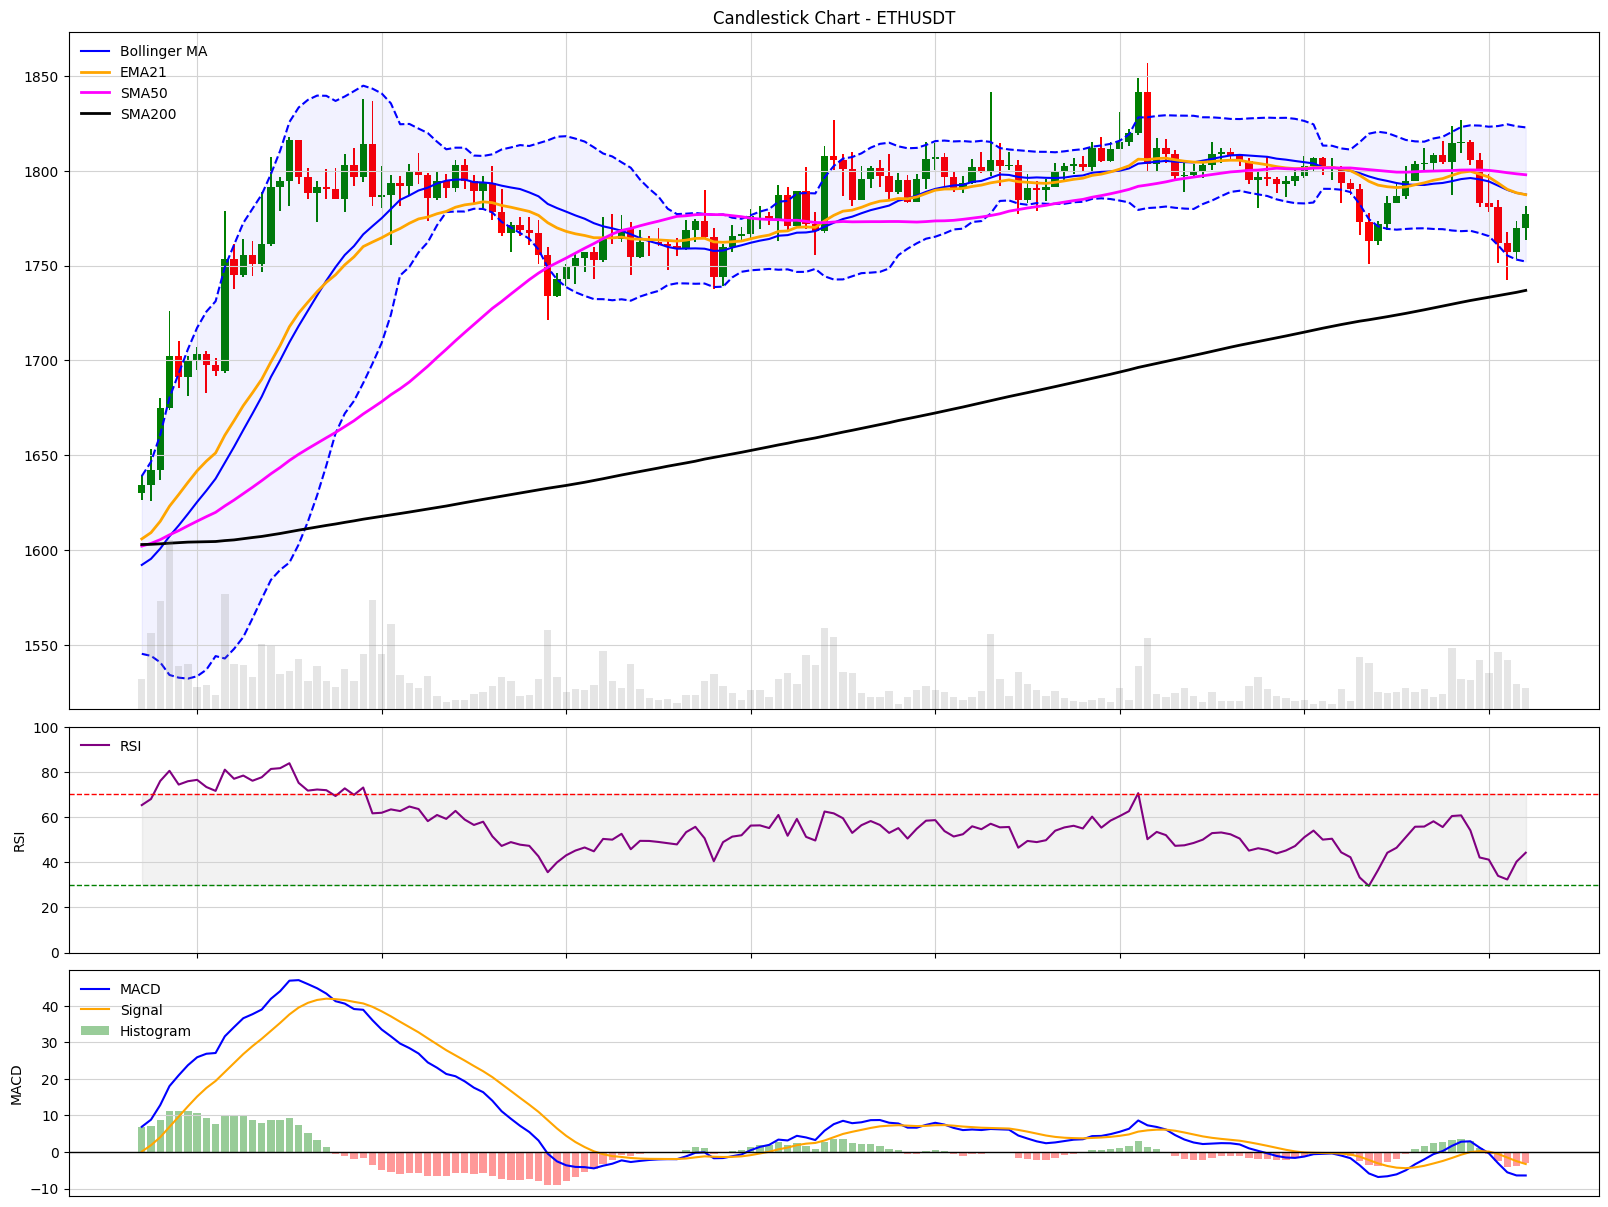 Candlestick Chart - ETHUSDT
Bollinger MA
EMA21
SMA50
SMA200
1850
1800
1750
1700
1650
1600
1550
RSI
RSI
100
80
60
40
20
0
MACD
Signal
Histogram
MACD
40
30
20
10
0
−10